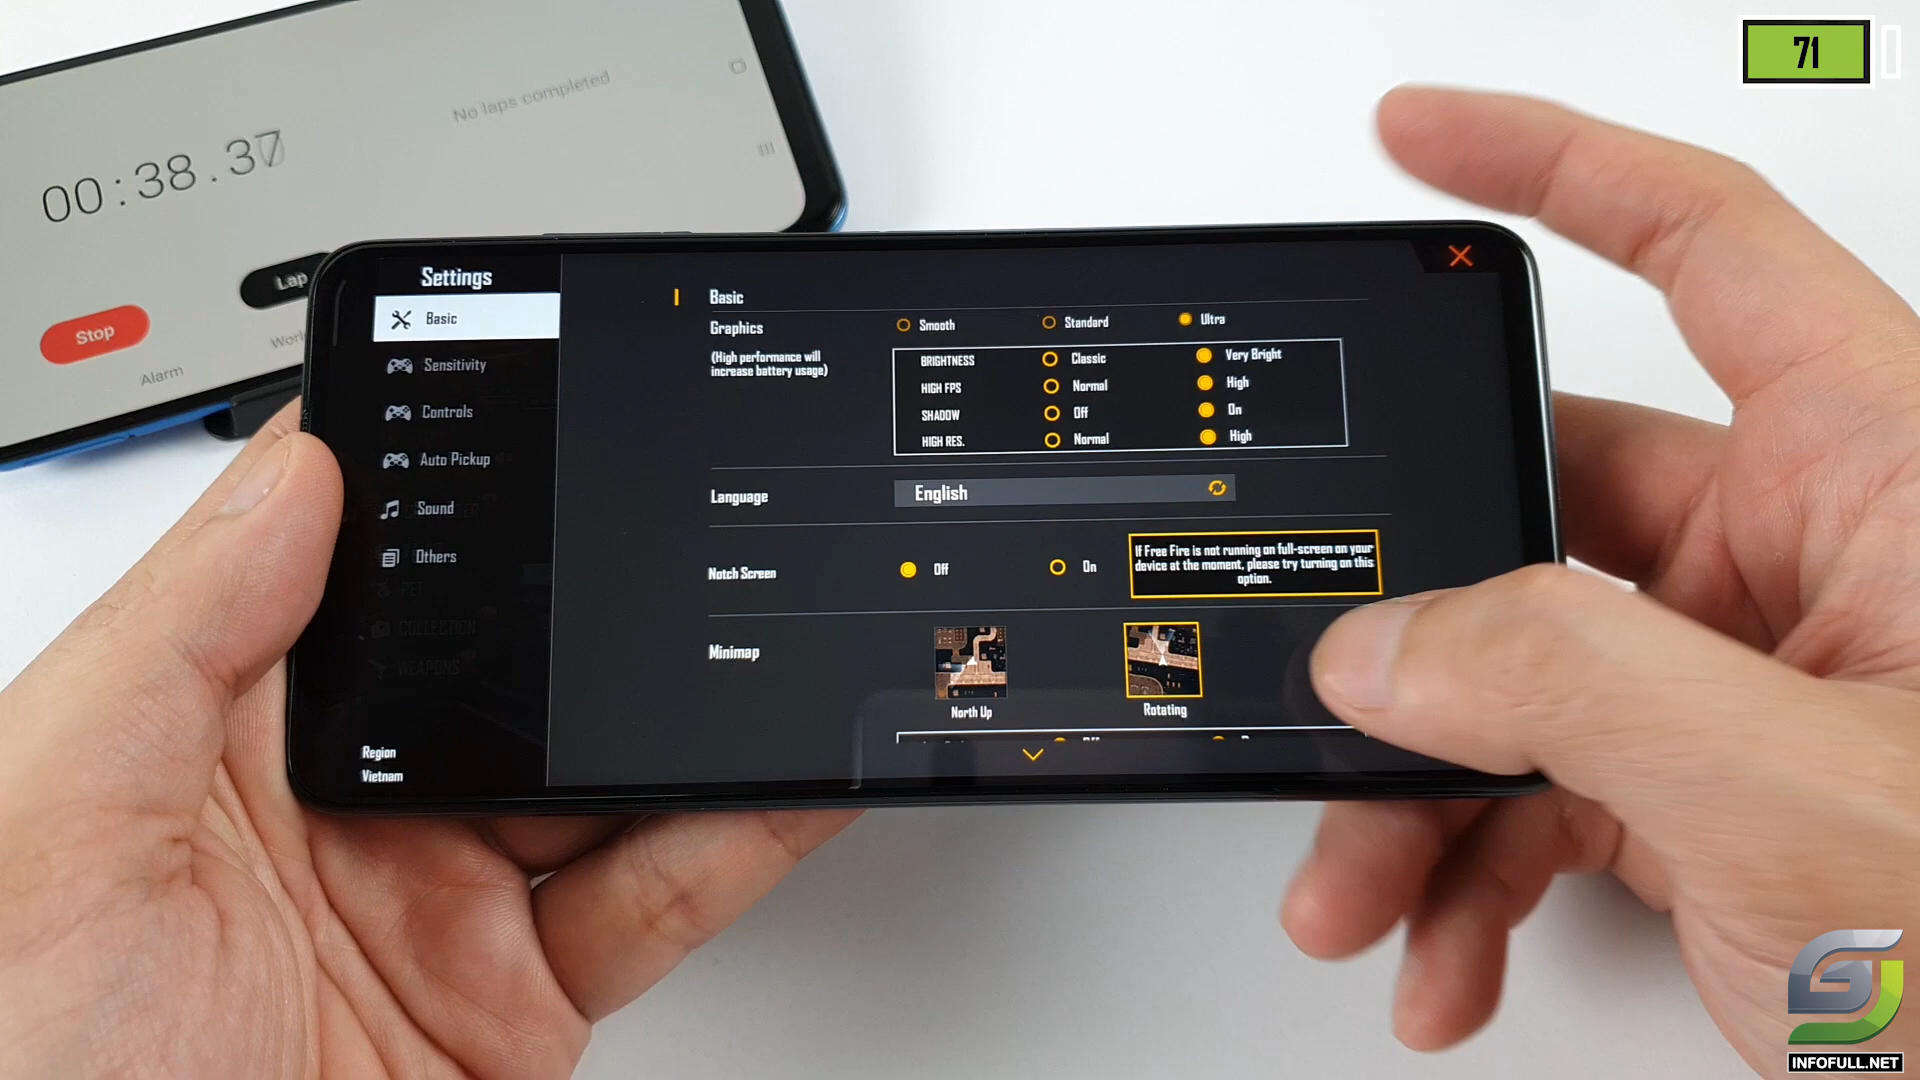 71
No laps completed
00:38.37
Lap
Stop
Alarm
Settings
Basic
Sensitivity
Controls
Auto Pickup
Sound
Others
PET
COLLECTION
WEAPONS
Region
Vietnam
Basic
Graphics
Smooth
Standard
Ultra
(High performance will
increase battery usage)
BRIGHTNESS
Classic
Very Bright
HIGH FPS
Normal
High
SHADOW
Off
On
HIGH RES.
Normal
High
Language
English
Notch Screen
Off
On
If Free Fire is not running on full-screen on your
device at the moment, please try turning on this
option.
Minimap
North Up
Rotating
INFOFULL.NET